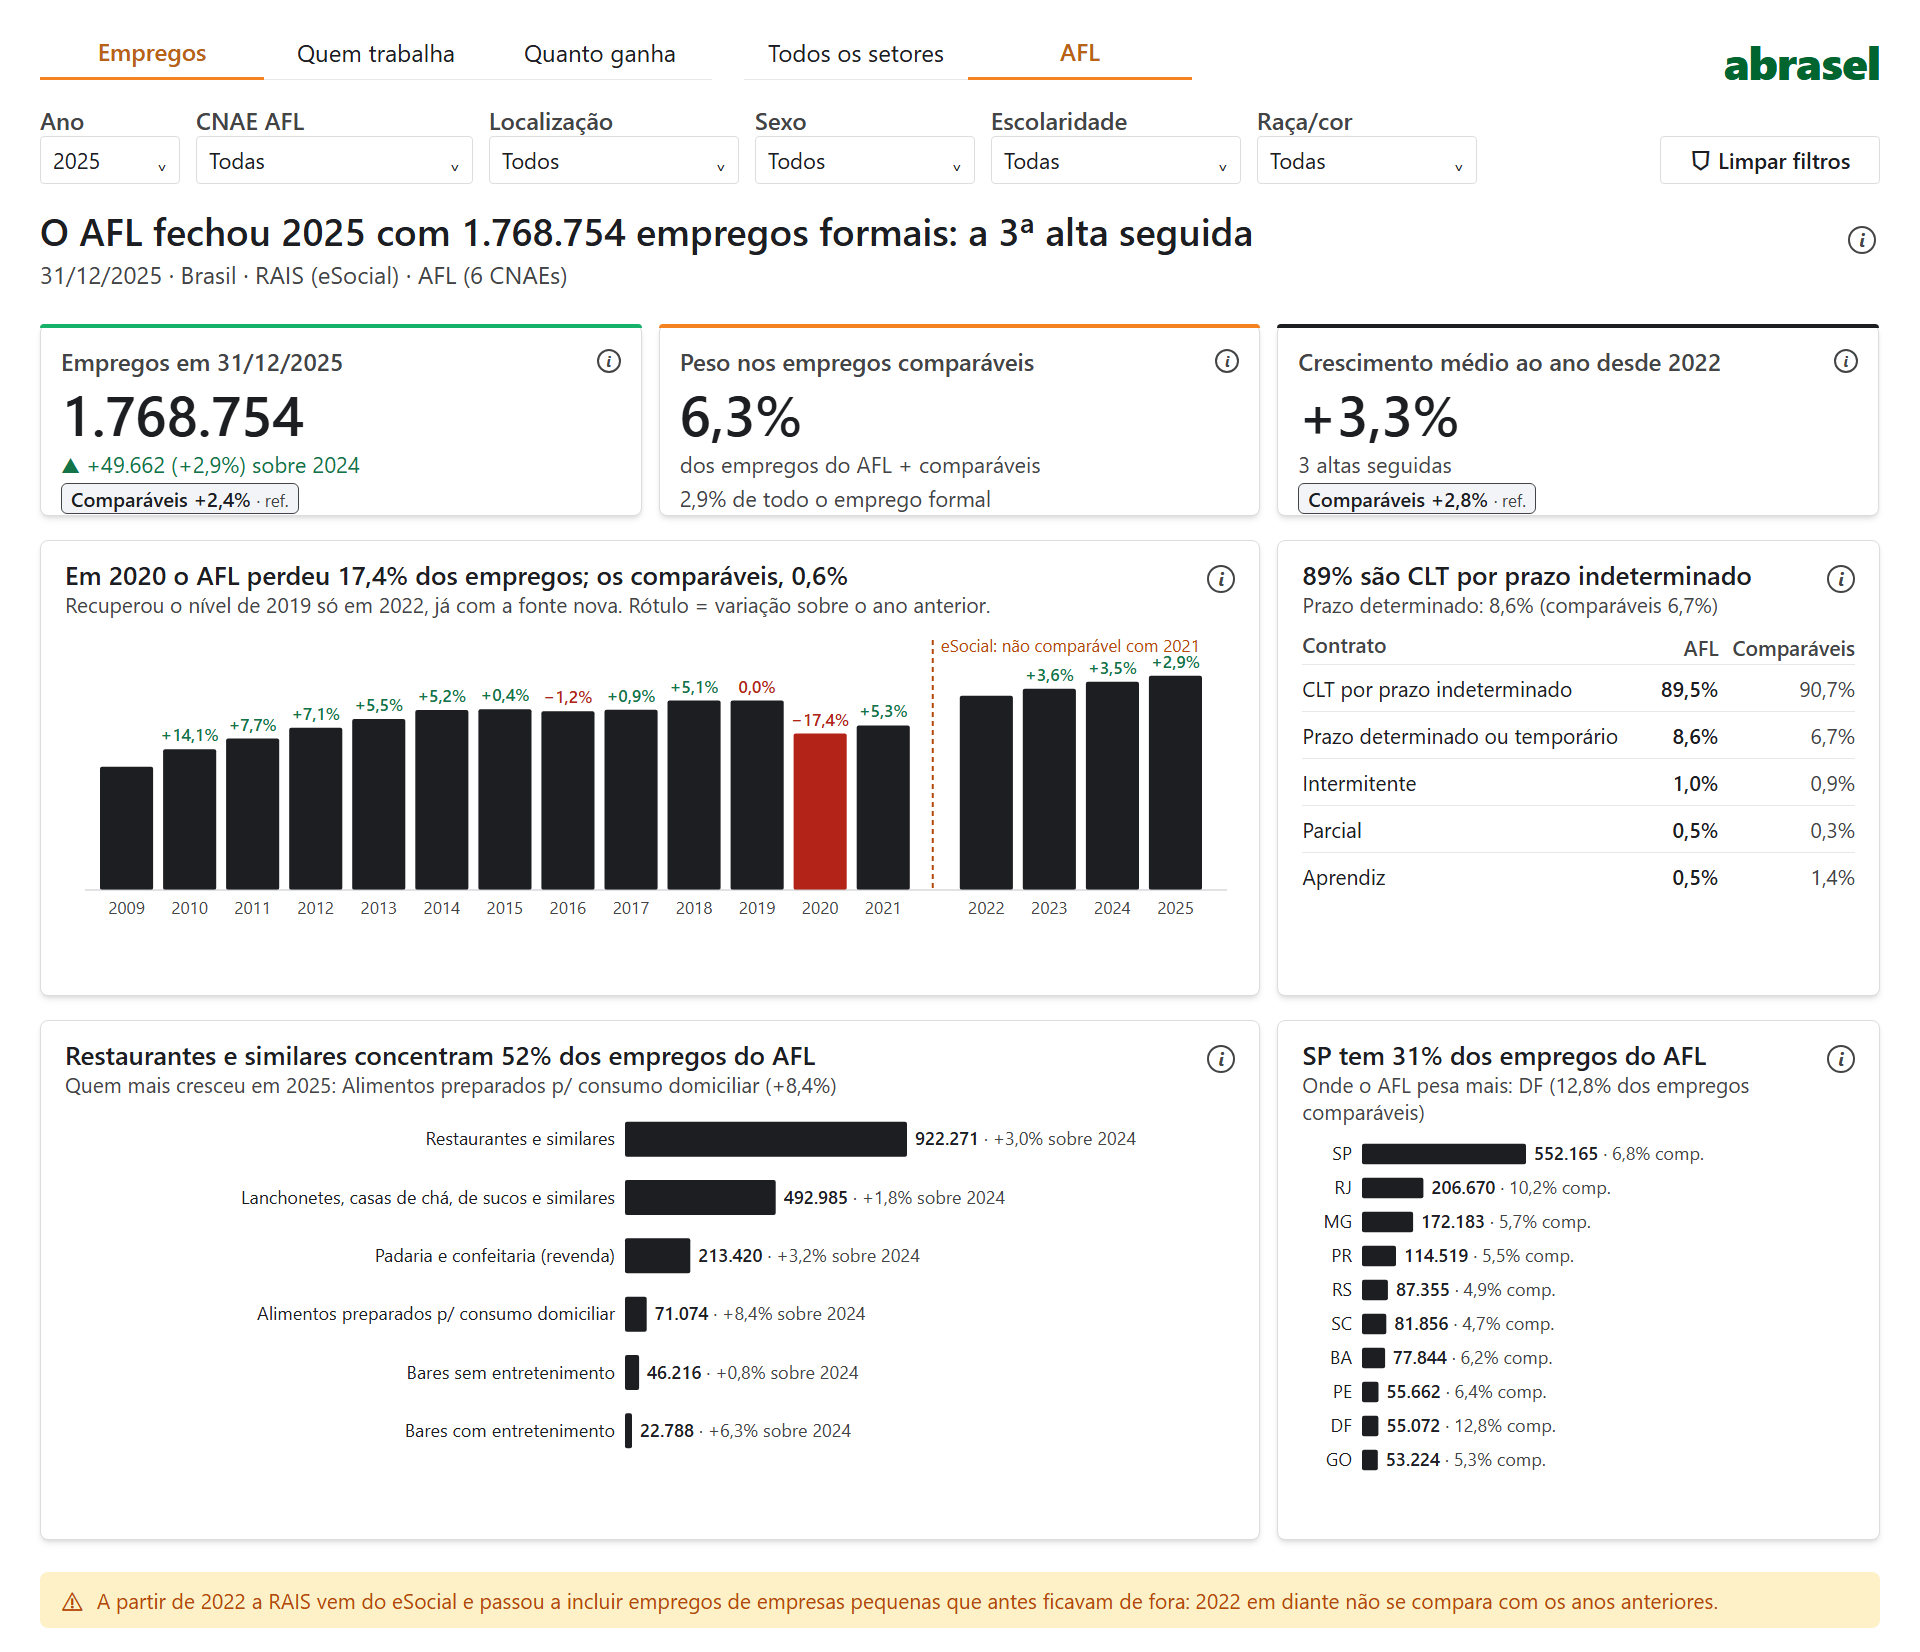 Empregos
Quem trabalha
Quanto ganha
Todos os setores
AFL
abrasel
Ano
CNAE AFL
Localização
Sexo
Escolaridade
Raça/cor
2025
Todas
Todos
Todos
Todas
Todas
Limpar filtros
O AFL fechou 2025 com 1.768.754 empregos formais: a 3ª alta seguida
31/12/2025 · Brasil · RAIS (eSocial) · AFL (6 CNAEs)
Empregos em 31/12/2025
1.768.754
▲ +49.662 (+2,9%) sobre 2024
Comparáveis +2,4% · ref.
Peso nos empregos comparáveis
6,3%
dos empregos do AFL + comparáveis
2,9% de todo o emprego formal
Crescimento médio ao ano desde 2022
+3,3%
3 altas seguidas
Comparáveis +2,8% · ref.
Em 2020 o AFL perdeu 17,4% dos empregos; os comparáveis, 0,6%
Recuperou o nível de 2019 só em 2022, já com a fonte nova. Rótulo = variação sobre o ano anterior.
eSocial: não comparável com 2021
+14,1%
+7,7%
+7,1%
+5,5%
+5,2%
+0,4%
−1,2%
+0,9%
+5,1%
0,0%
−17,4%
+5,3%
+3,6%
+3,5%
+2,9%
2009
2010
2011
2012
2013
2014
2015
2016
2017
2018
2019
2020
2021
2022
2023
2024
2025
89% são CLT por prazo indeterminado
Prazo determinado: 8,6% (comparáveis 6,7%)
Contrato AFL Comparáveis
CLT por prazo indeterminado 89,5% 90,7%
Prazo determinado ou temporário 8,6% 6,7%
Intermitente 1,0% 0,9%
Parcial 0,5% 0,3%
Aprendiz 0,5% 1,4%
Restaurantes e similares concentram 52% dos empregos do AFL
Quem mais cresceu em 2025: Alimentos preparados p/ consumo domiciliar (+8,4%)
Restaurantes e similares 922.271 · +3,0% sobre 2024
Lanchonetes, casas de chá, de sucos e similares 492.985 · +1,8% sobre 2024
Padaria e confeitaria (revenda) 213.420 · +3,2% sobre 2024
Alimentos preparados p/ consumo domiciliar 71.074 · +8,4% sobre 2024
Bares sem entretenimento 46.216 · +0,8% sobre 2024
Bares com entretenimento 22.788 · +6,3% sobre 2024
SP tem 31% dos empregos do AFL
Onde o AFL pesa mais: DF (12,8% dos empregos
comparáveis)
SP 552.165 · 6,8% comp.
RJ 206.670 · 10,2% comp.
MG 172.183 · 5,7% comp.
PR 114.519 · 5,5% comp.
RS 87.355 · 4,9% comp.
SC 81.856 · 4,7% comp.
BA 77.844 · 6,2% comp.
PE 55.662 · 6,4% comp.
DF 55.072 · 12,8% comp.
GO 53.224 · 5,3% comp.
⚠ A partir de 2022 a RAIS vem do eSocial e passou a incluir empregos de empresas pequenas que antes ficavam de fora: 2022 em diante não se compara com os anos anteriores.